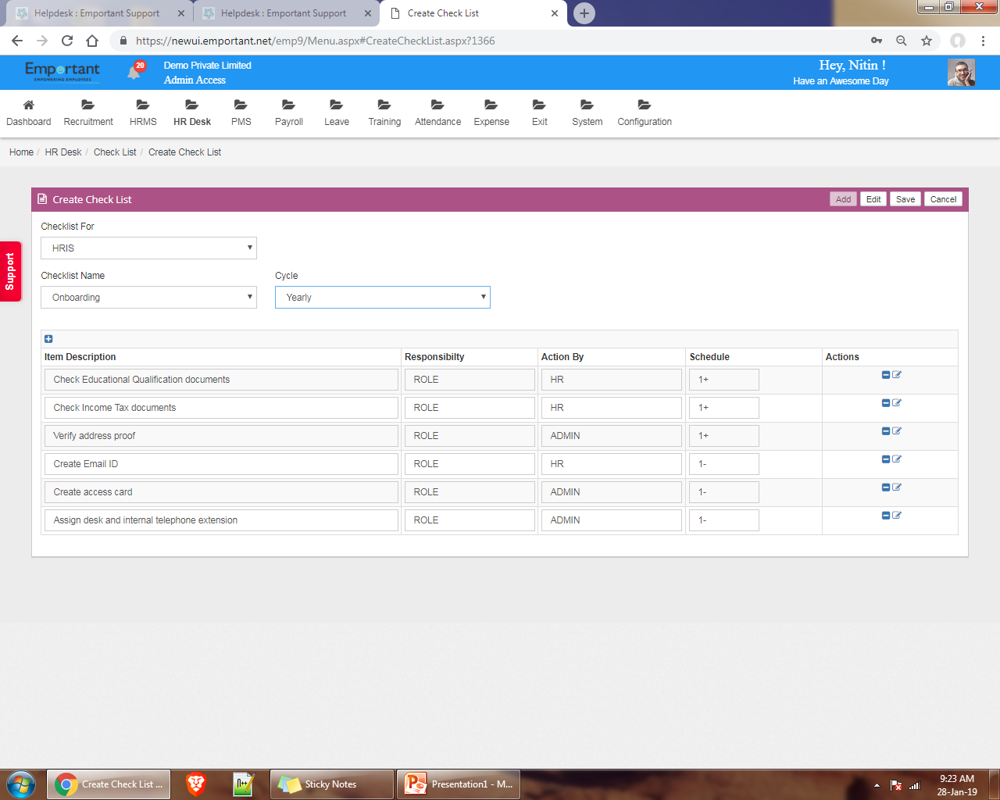 Helpdesk : Emportant Support
Helpdesk : Emportant Support
Create Check List
https://newui.emportant.net/emp9/Menu.aspx#CreateCheckList.aspx?1366
Emportant
EMPOWERING EMPLOYEES
20
Demo Private Limited
Admin Access
Hey, Nitin !
Have an Awesome Day
Dashboard Recruitment HRMS HR Desk PMS Payroll Leave Training Attendance Expense Exit System Configuration
Home / HR Desk / Check List / Create Check List
Create Check List
Add Edit Save Cancel
Checklist For
HRIS
Support
Checklist Name Cycle
Onboarding Yearly
Item Description Responsibilty Action By Schedule Actions
Check Educational Qualification documents ROLE HR 1+
Check Income Tax documents ROLE HR 1+
Verify address proof ROLE ADMIN 1+
Create Email ID ROLE HR 1-
Create access card ROLE ADMIN 1-
Assign desk and internal telephone extension ROLE ADMIN 1-
Create Check List ...
Sticky Notes
Presentation1 - M...
9:23 AM
28-Jan-19